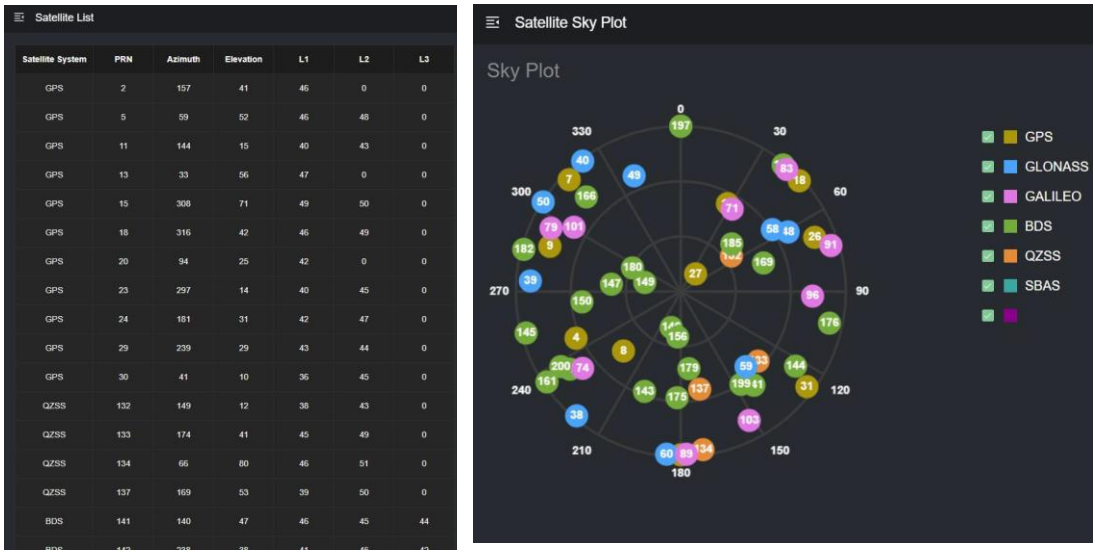 Satellite List
Satellite System PRN Azimuth Elevation L1 L2 L3
GPS 2 157 41 46 0 0
GPS 5 59 52 46 48 0
GPS 11 144 15 40 43 0
GPS 13 33 56 47 0 0
GPS 15 308 71 49 50 0
GPS 18 316 42 46 49 0
GPS 20 94 25 42 0 0
GPS 23 297 14 40 45 0
GPS 24 181 31 42 47 0
GPS 29 239 29 43 44 0
GPS 30 41 10 36 45 0
QZSS 132 149 12 38 43 0
QZSS 133 174 41 45 49 0
QZSS 134 66 80 46 51 0
QZSS 137 169 53 39 50 0
BDS 141 140 47 46 45 44
Satellite Sky Plot
Sky Plot
0
197
330 30
40 83
49
7 18
300 60
166
50 71
79 101 58 48
26 91
182 9 185
169
180
27
39 147 149
270 90
150 96
176
145
156
4
8
200 74 179 59 144
161 199 41 31
240 143 175 137 120
38 103
210 150
60 89 134
180
GPS
GLONASS
GALILEO
BDS
QZSS
SBAS